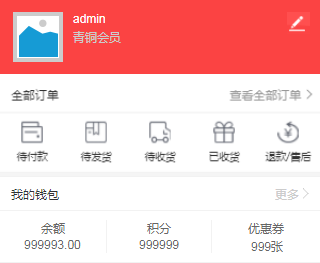 admin
青铜会员
全部订单 查看全部订单
待付款 待发货 待收货 已收货 退款/售后
我的钱包 更多
余额 积分 优惠券
999993.00 999999 999张